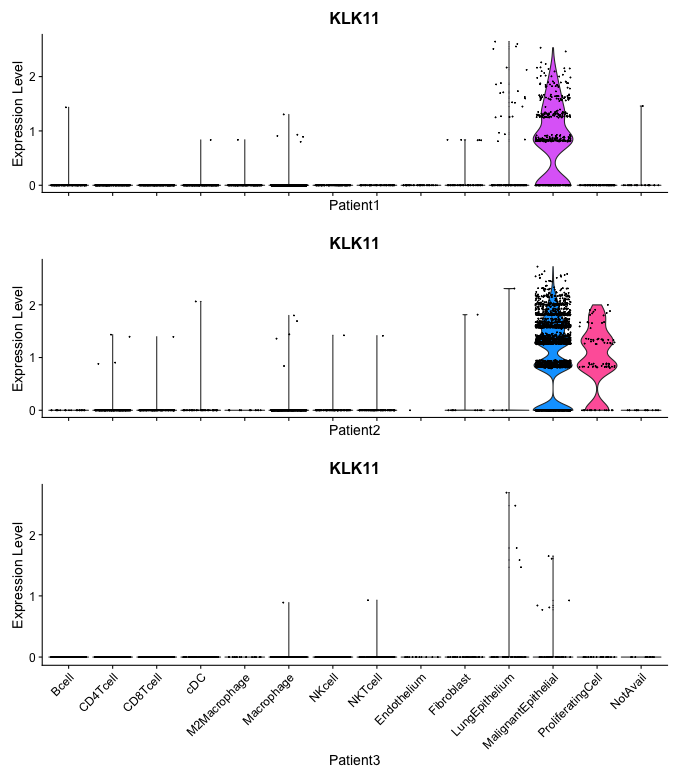 KLK11
Expression Level
2
1
0
Patient1
KLK11
Expression Level
2
1
0
Patient2
KLK11
Expression Level
2
1
0
Bcell
CD4Tcell
CD8Tcell
cDC
M2Macrophage
Macrophage
NKcell
NKTcell
Endothelium
Fibroblast
LungEpithelium
MalignantEpithelial
ProliferatingCell
NotAvail
Patient3